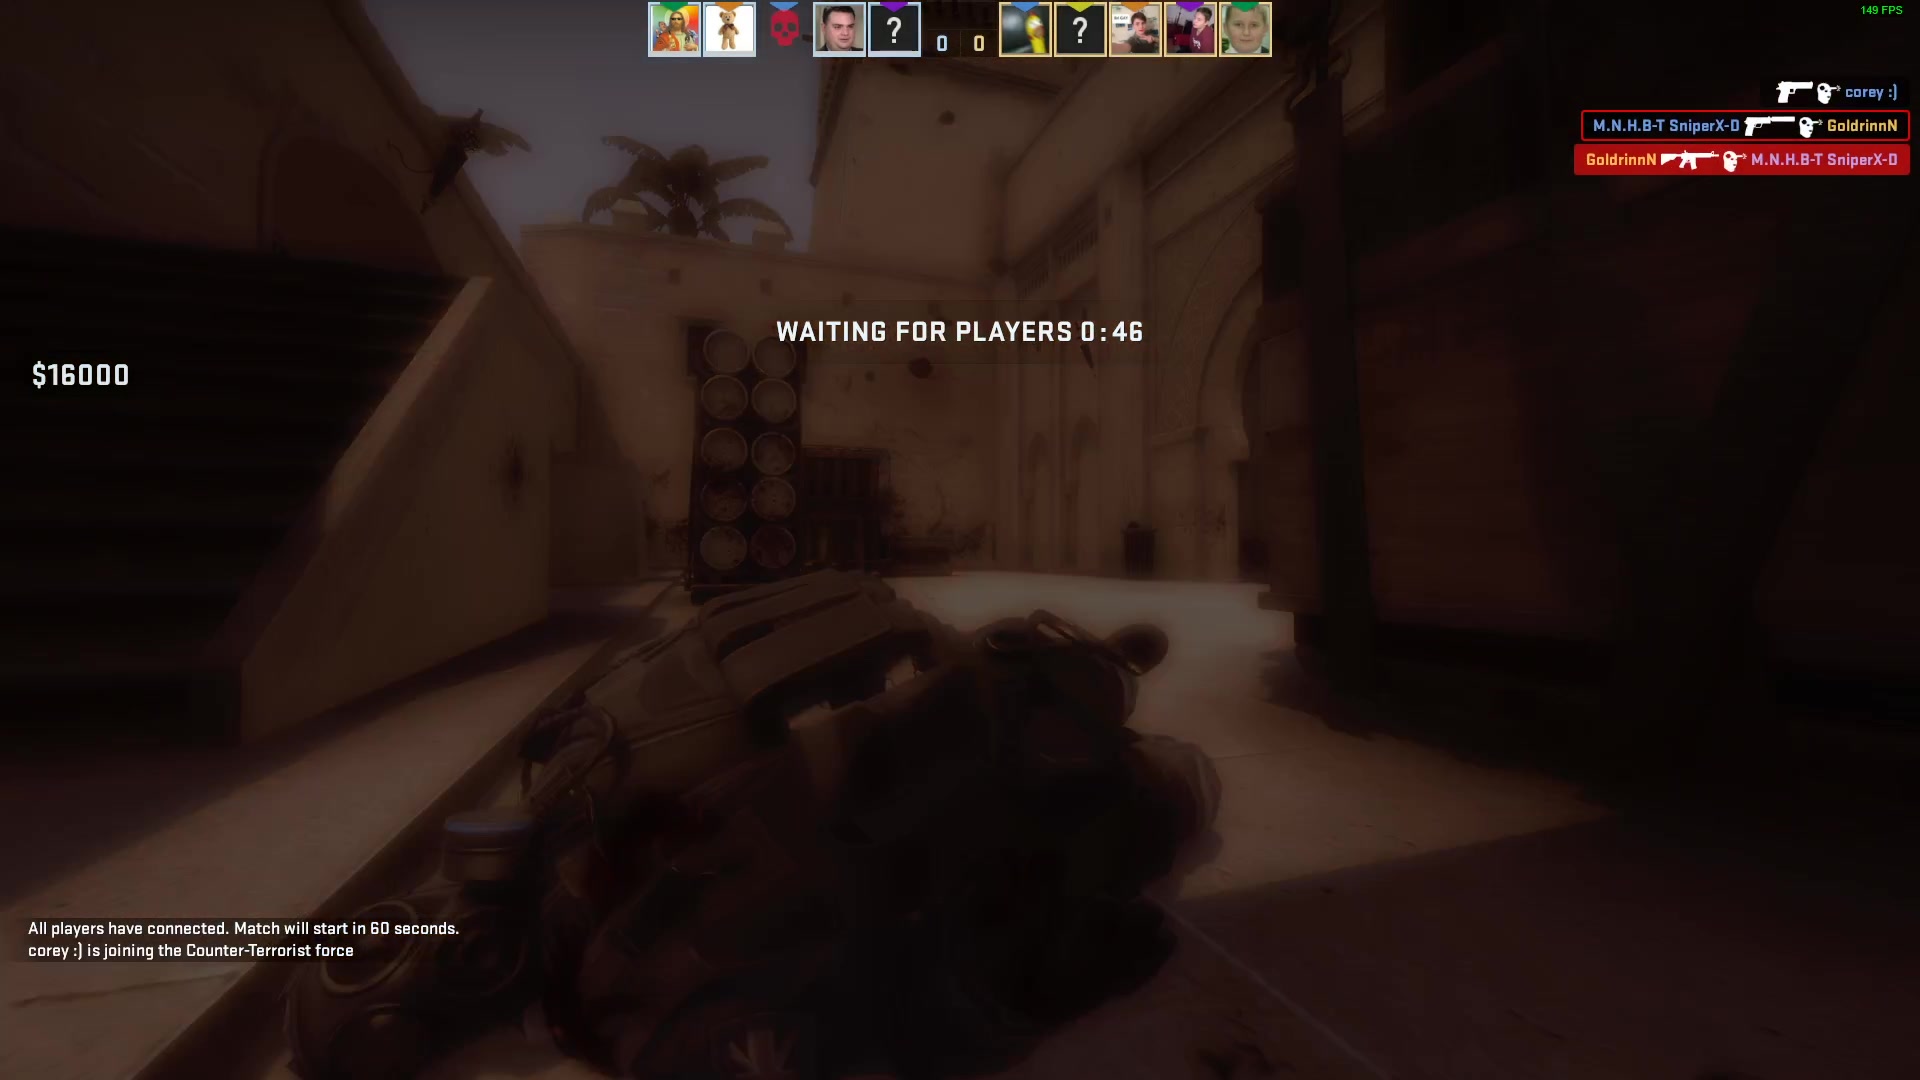 149 FPS
? 0 0 ?
corey :)
M.N.H.B-T SniperX-D GoldrinnN
GoldrinnN M.N.H.B-T SniperX-D
WAITING FOR PLAYERS 0:46
$16000
All players have connected. Match will start in 60 seconds.
corey :) is joining the Counter-Terrorist force